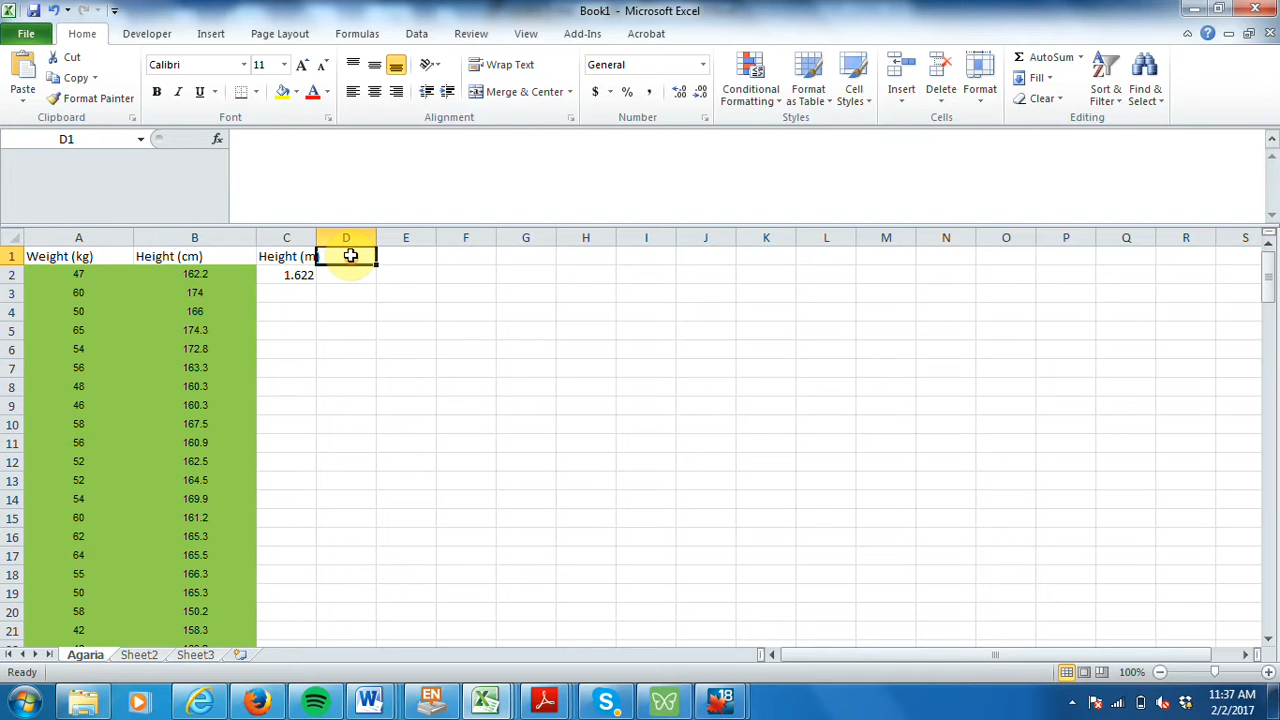 Book1 - Microsoft Excel
File Home Developer Insert Page Layout Formulas Data Review View Add-Ins Acrobat
Paste Cut Copy Format Painter Clipboard
Calibri 11 A A B I U A Font
Wrap Text Merge & Center Alignment
General $ % , .0 .00 .00 .0 Number
Conditional Formatting Format as Table Cell Styles Styles
Insert Delete Format Cells
Σ AutoSum Fill Clear Sort & Filter Find & Select Editing
D1 fx
A B C D E F G H I J K L M N O P Q R S
1 Weight (kg) Height (cm) Height (m)
2 47 162.2 1.622
3 60 174
4 50 166
5 65 174.3
6 54 172.8
7 56 163.3
8 48 160.3
9 46 160.3
10 58 167.5
11 56 160.9
12 52 162.5
13 52 164.5
14 54 169.9
15 60 161.2
16 62 165.3
17 64 165.5
18 55 166.3
19 50 165.3
20 58 150.2
21 42 158.3
Agaria Sheet2 Sheet3
Ready 100%
EN 18
11:37 AM
2/2/2017